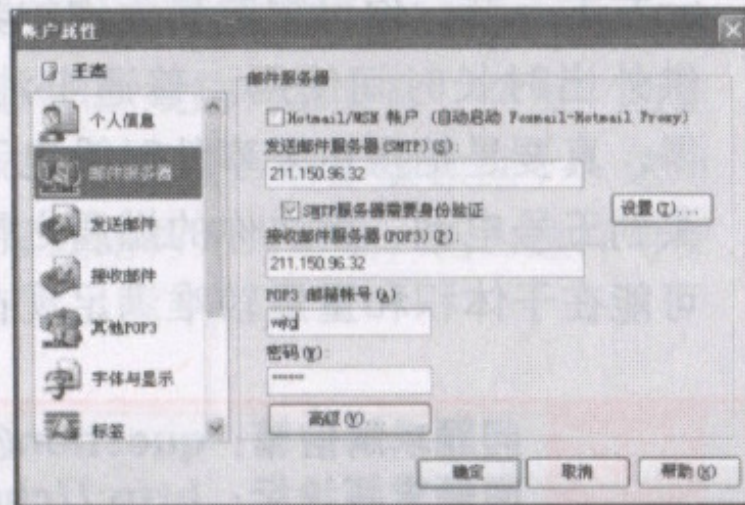 帐户属性
王杰
个人信息
邮件服务器
发送邮件
接收邮件
其他POP3
字体与显示
标签
邮件服务器
Hotmail/MSN 帐户 (自动启动 Foxmail-Hotmail Proxy)
发送邮件服务器(SMTP)(S):
211.150.96.32
SMTP服务器需要身份验证
设置(T)...
接收邮件服务器(POP3)(P):
211.150.96.32
POP3 邮箱帐号(A):
密码(W):
******
高级(V)...
确定
取消
帮助(H)